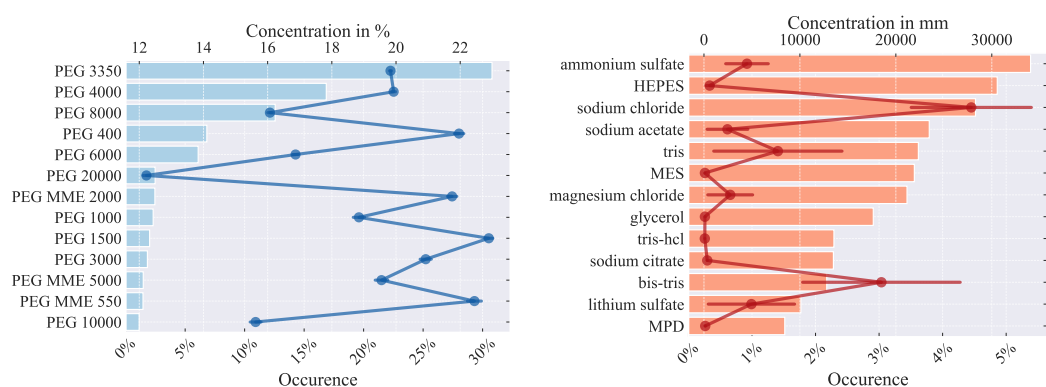 Concentration in %
12 14 16 18 20 22
PEG 3350
PEG 4000
PEG 8000
PEG 400
PEG 6000
PEG 20000
PEG MME 2000
PEG 1000
PEG 1500
PEG 3000
PEG MME 5000
PEG MME 550
PEG 10000
0% 5% 10% 15% 20% 25% 30%
Occurence
Concentration in mm
0 10000 20000 30000
ammonium sulfate
HEPES
sodium chloride
sodium acetate
tris
MES
magnesium chloride
glycerol
tris-hcl
sodium citrate
bis-tris
lithium sulfate
MPD
0% 1% 2% 3% 4% 5%
Occurence